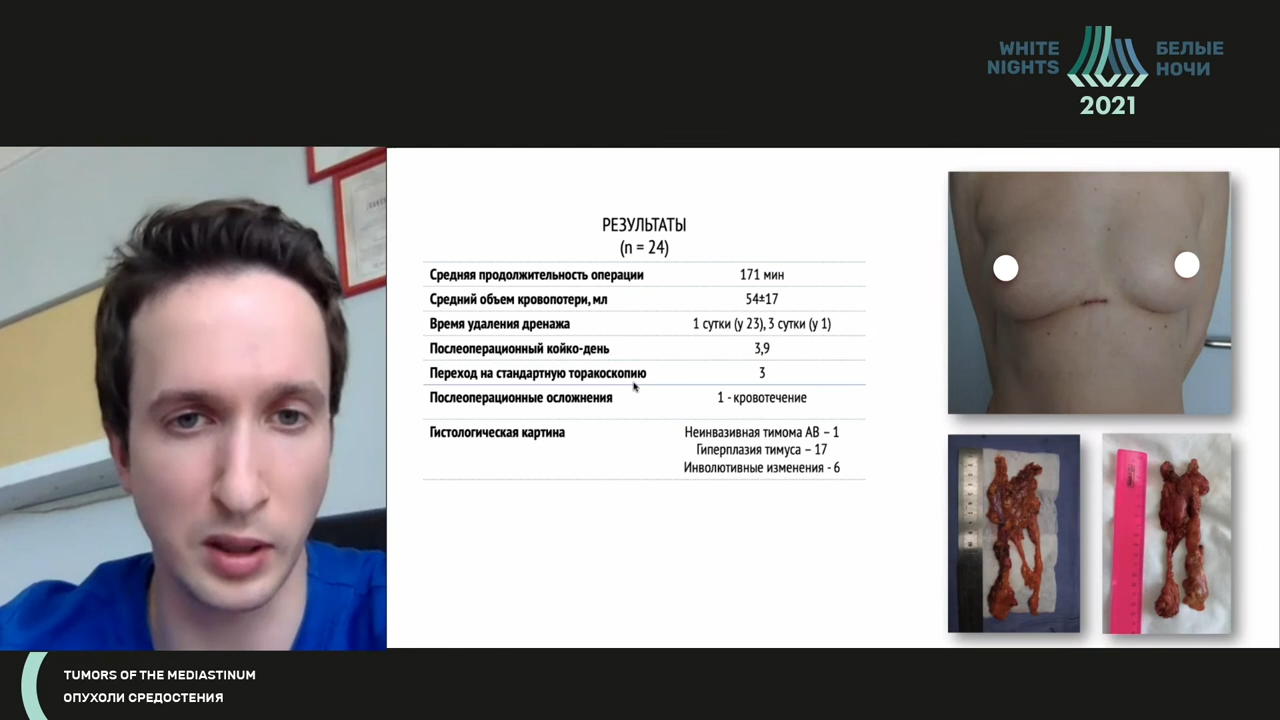 WHITE
NIGHTS
БЕЛЫЕ
НОЧИ
2021
РЕЗУЛЬТАТЫ
(n = 24)
Средняя продолжительность операции 171 мин
Средний объем кровопотери, мл 54±17
Время удаления дренажа 1 сутки (у 23), 3 сутки (у 1)
Послеоперационный койко-день 3,9
Переход на стандартную торакоскопию 3
Послеоперационные осложнения 1 - кровотечение
Гистологическая картина Неинвазивная тимома АВ – 1
Гиперплазия тимуса – 17
Инволютивные изменения - 6
TUMORS OF THE MEDIASTINUM
ОПУХОЛИ СРЕДОСТЕНИЯ